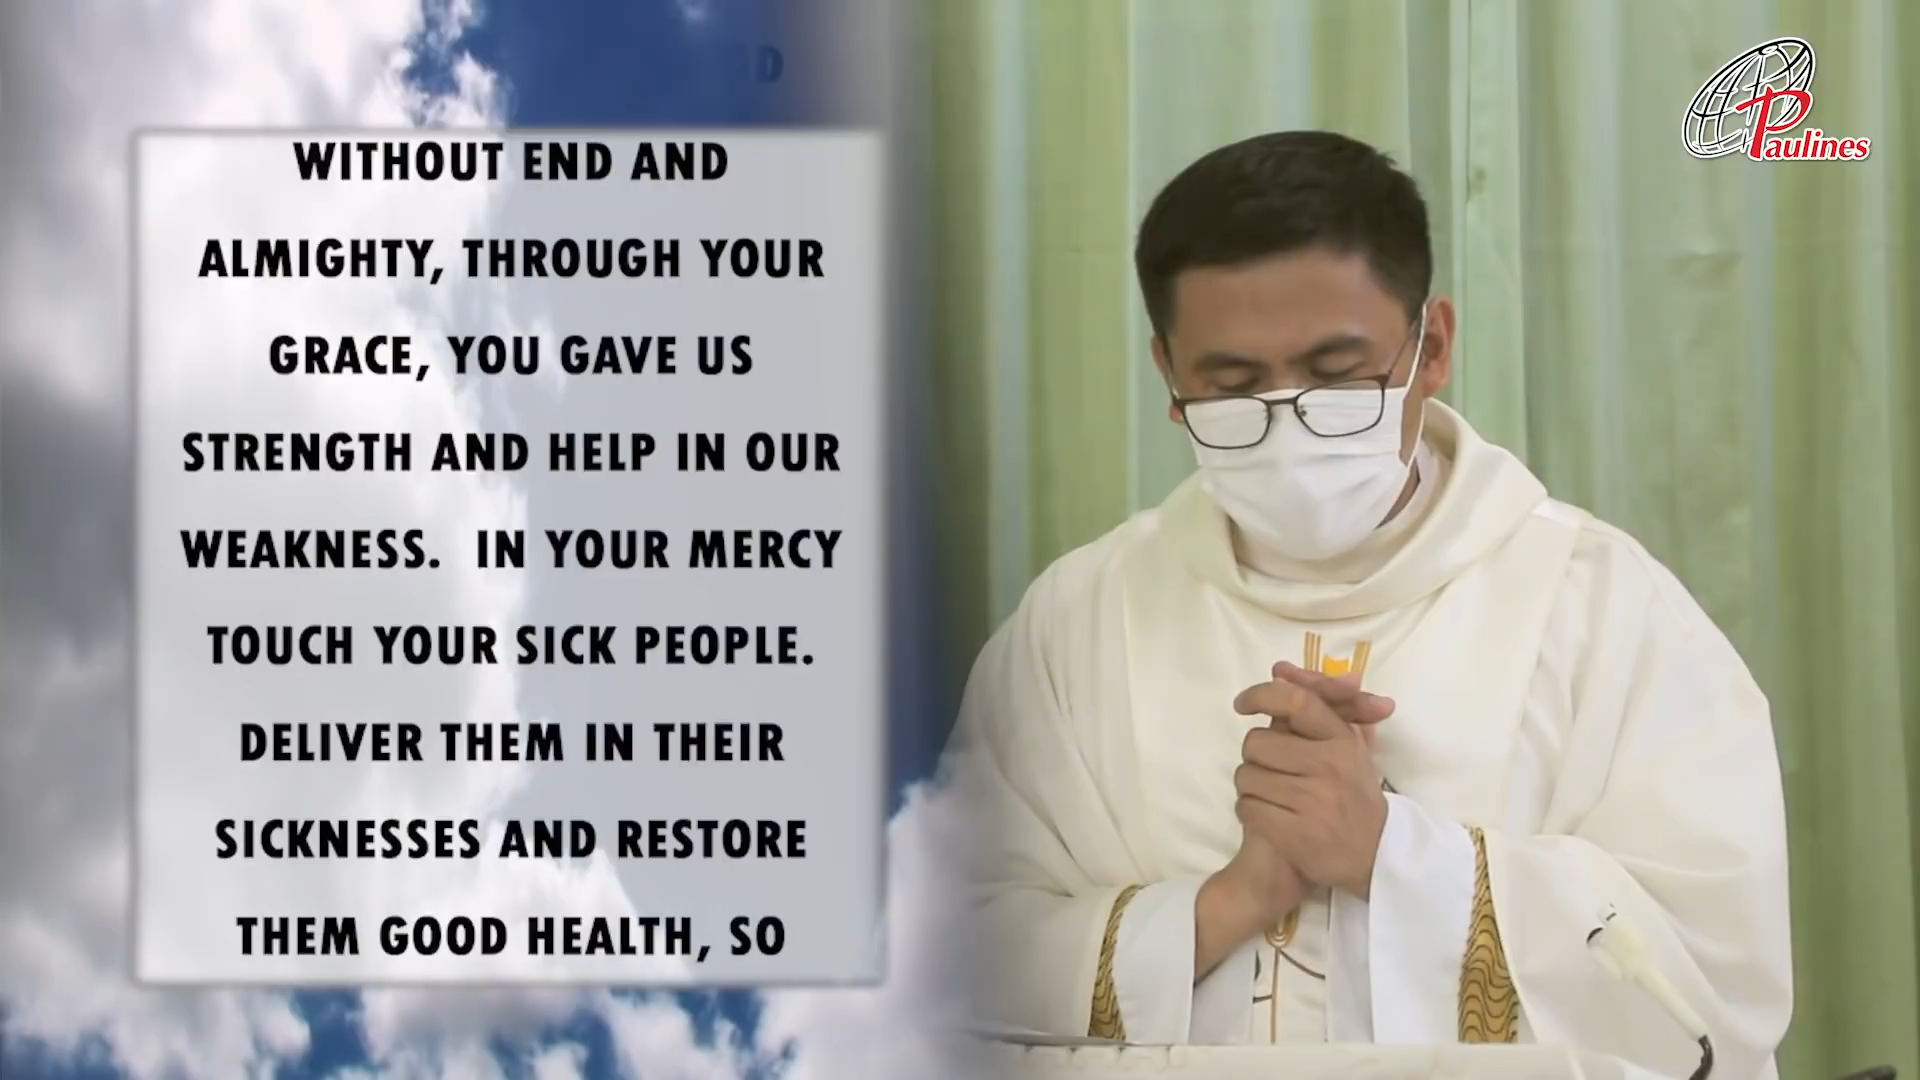 WITHOUT END AND
ALMIGHTY, THROUGH YOUR
GRACE, YOU GAVE US
STRENGTH AND HELP IN OUR
WEAKNESS.  IN YOUR MERCY
TOUCH YOUR SICK PEOPLE.
DELIVER THEM IN THEIR
SICKNESSES AND RESTORE
THEM GOOD HEALTH, SO
Paulines